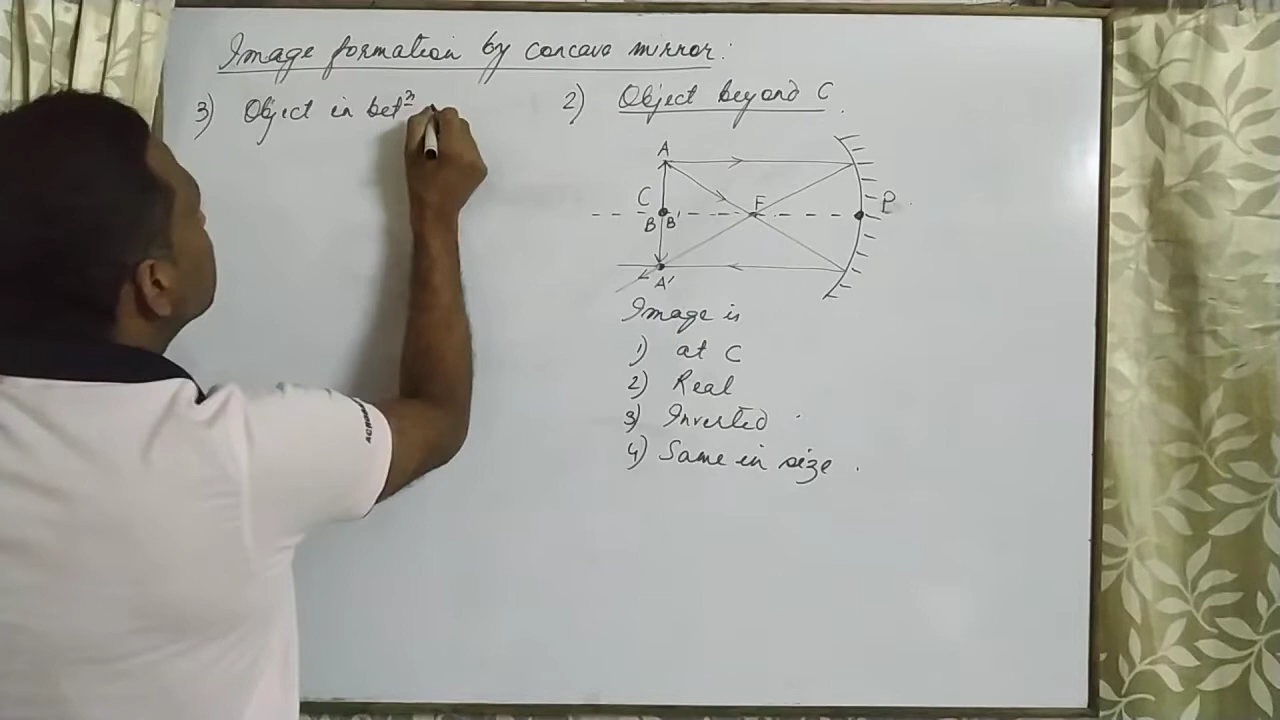 Image formation by concave mirror:
3) Object in betⁿ
2) Object beyond C.
A
C
F
P
B B'
A'
Image is
1) at C
2) Real
3) Inverted
4) Same in size.